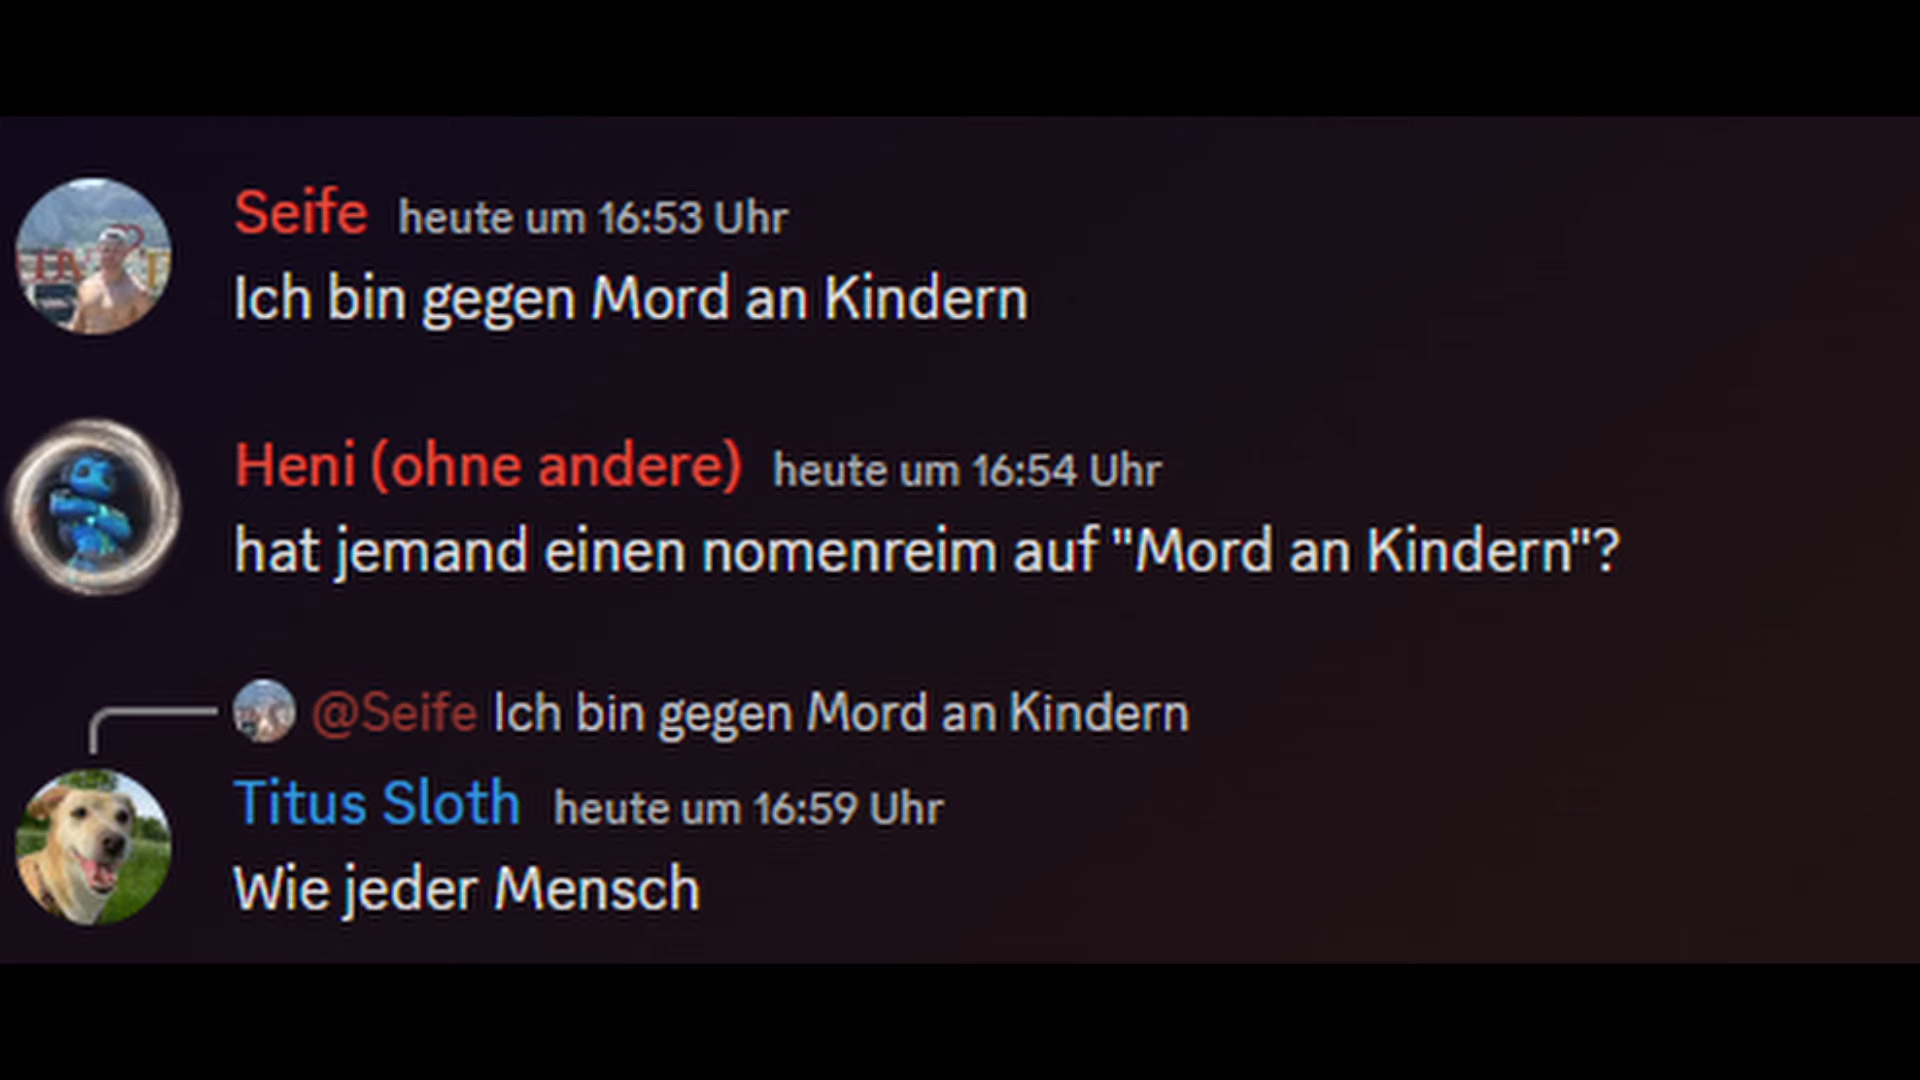 Seife heute um 16:53 Uhr
Ich bin gegen Mord an Kindern
Heni (ohne andere) heute um 16:54 Uhr
hat jemand einen nomenreim auf "Mord an Kindern"?
@Seife Ich bin gegen Mord an Kindern
Titus Sloth heute um 16:59 Uhr
Wie jeder Mensch